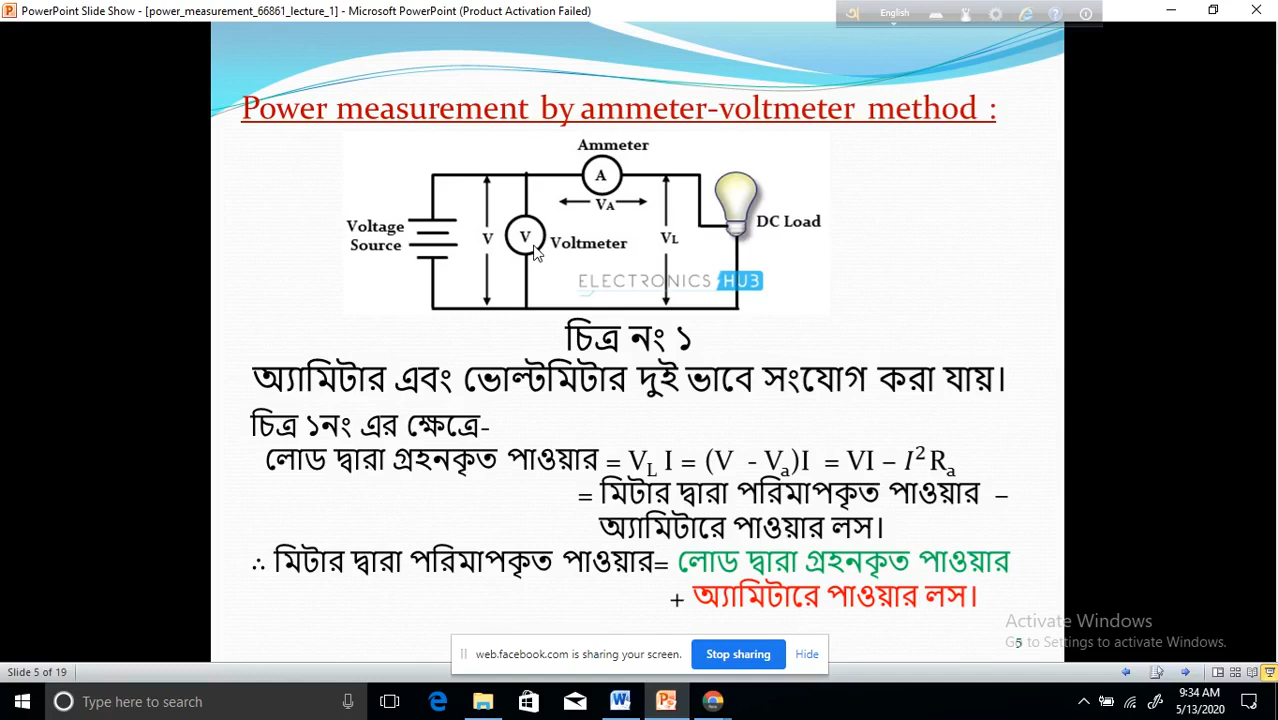 PowerPoint Slide Show - [power_measurement_66861_lecture_1] - Microsoft PowerPoint (Product Activation Failed)
অ English
Power measurement by ammeter-voltmeter method :
Ammeter
A
VA
Voltage Source
V
V
Voltmeter
VL
DC Load
ELECTRONICS HUB
চিত্র নং ১
অ্যামিটার এবং ভোল্টমিটার দুই ভাবে সংযোগ করা যায়।
চিত্র ১নং এর ক্ষেত্রে-
লোড দ্বারা গ্রহনকৃত পাওয়ার = V_L I = (V - V_a)I = VI – I²R_a
= মিটার দ্বারা পরিমাপকৃত পাওয়ার –
অ্যামিটারে পাওয়ার লস।
∴ মিটার দ্বারা পরিমাপকৃত পাওয়ার= লোড দ্বারা গ্রহনকৃত পাওয়ার
+ অ্যামিটারে পাওয়ার লস।
Activate Windows
5
Go to Settings to activate Windows.
web.facebook.com is sharing your screen. Stop sharing Hide
Slide 5 of 19
Type here to search
9:34 AM
5/13/2020